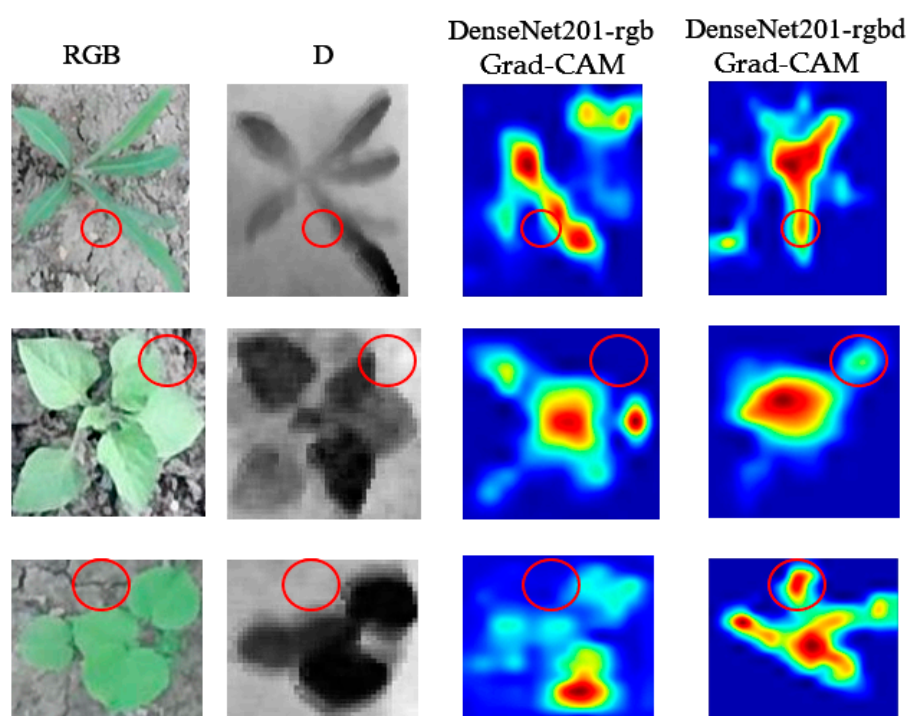 RGB
D
DenseNet201-rgb
Grad-CAM
DenseNet201-rgbd
Grad-CAM